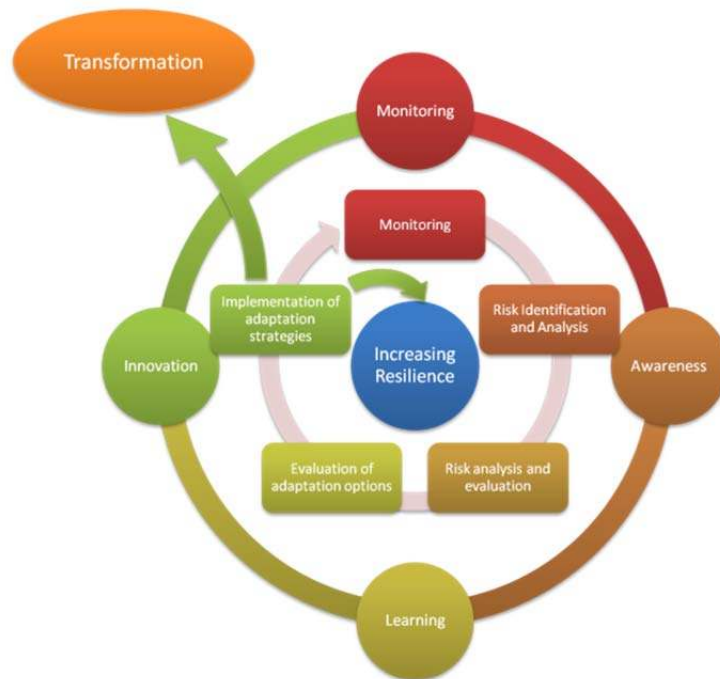 Transformation
Monitoring
Monitoring
Implementation of
adaptation
strategies
Risk Identification
and Analysis
Innovation
Increasing
Resilience
Awareness
Evaluation of
adaptation options
Risk analysis and
evaluation
Learning